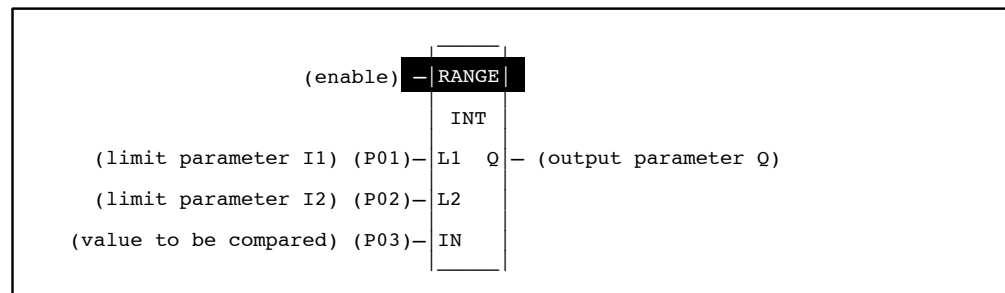 (enable) –|RANGE|
INT
(limit parameter I1) (P01)–|L1 Q|– (output parameter Q)
(limit parameter I2) (P02)–|L2
(value to be compared) (P03)–|IN